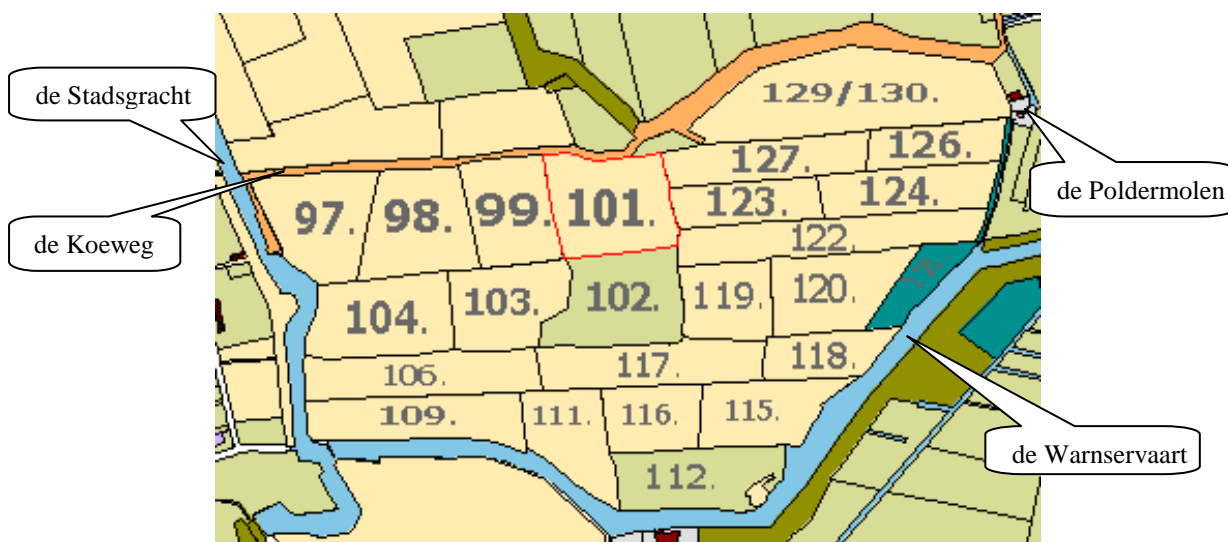 de Stadsgracht
129/130.
127. 126.
de Poldermolen
97. 98. 99. 101. 123. 124.
de Koeweg
122.
121.
104. 103. 102. 119. 120.
106. 117. 118.
109. 111. 116. 115.
de Warnservaart
112.